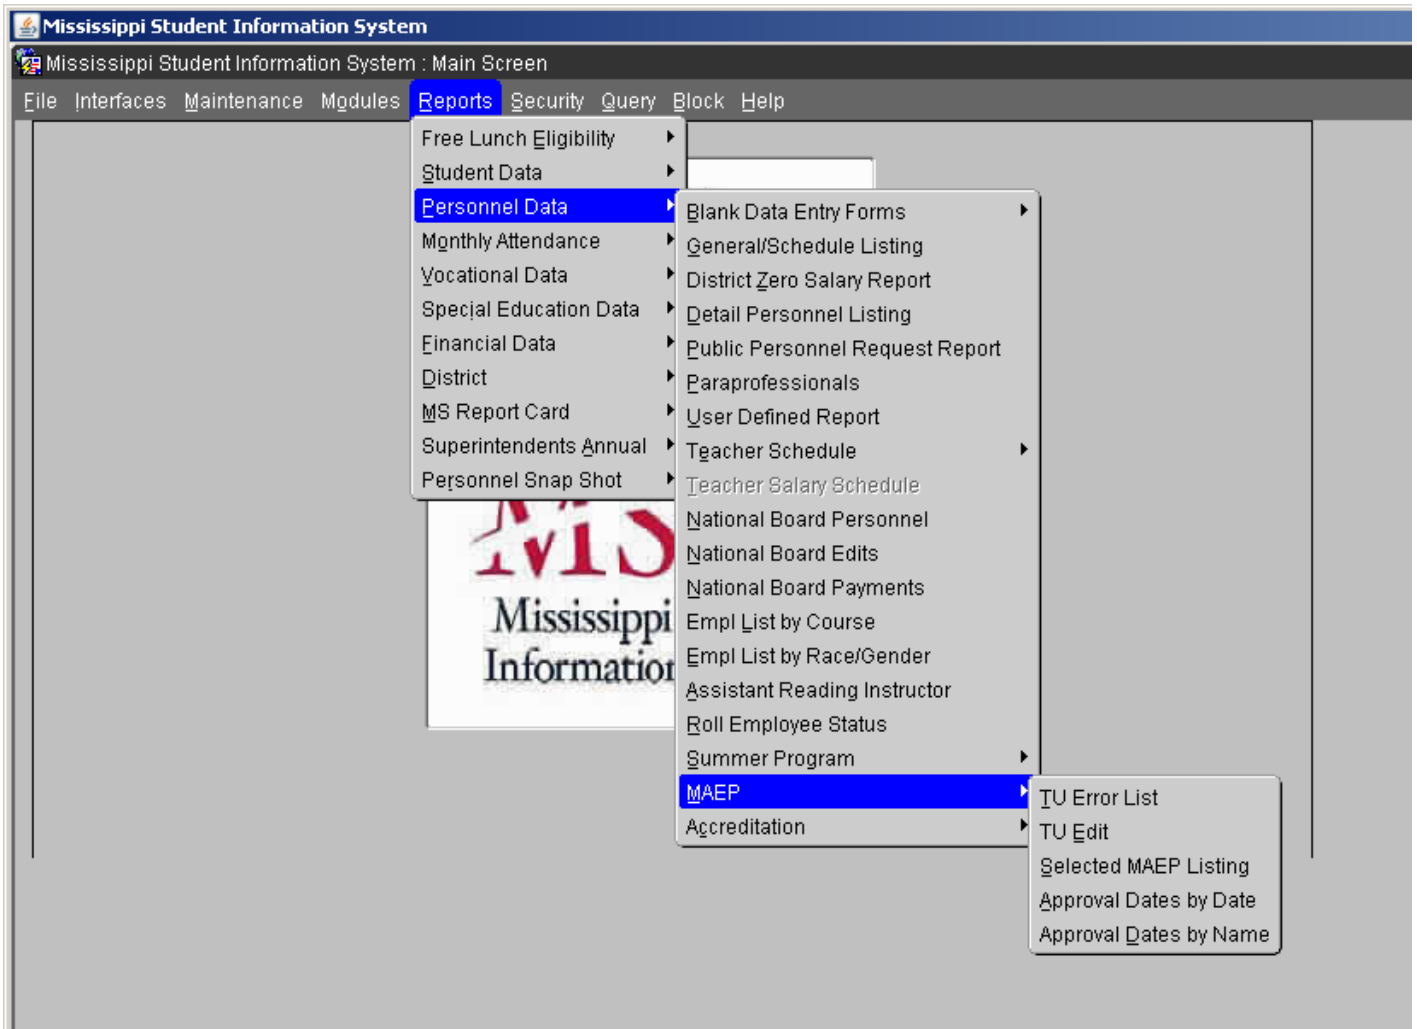 Mississippi Student Information System
Mississippi Student Information System : Main Screen
File Interfaces Maintenance Modules Reports Security Query Block Help
Free Lunch Eligibility
Student Data
Personnel Data
Monthly Attendance
Vocational Data
Special Education Data
Financial Data
District
MS Report Card
Superintendents Annual
Personnel Snap Shot
Blank Data Entry Forms
General/Schedule Listing
District Zero Salary Report
Detail Personnel Listing
Public Personnel Request Report
Paraprofessionals
User Defined Report
Teacher Schedule
Teacher Salary Schedule
National Board Personnel
National Board Edits
National Board Payments
Empl List by Course
Empl List by Race/Gender
Assistant Reading Instructor
Roll Employee Status
Summer Program
MAEP
Accreditation
TU Error List
TU Edit
Selected MAEP Listing
Approval Dates by Date
Approval Dates by Name
MS
Mississippi
Information